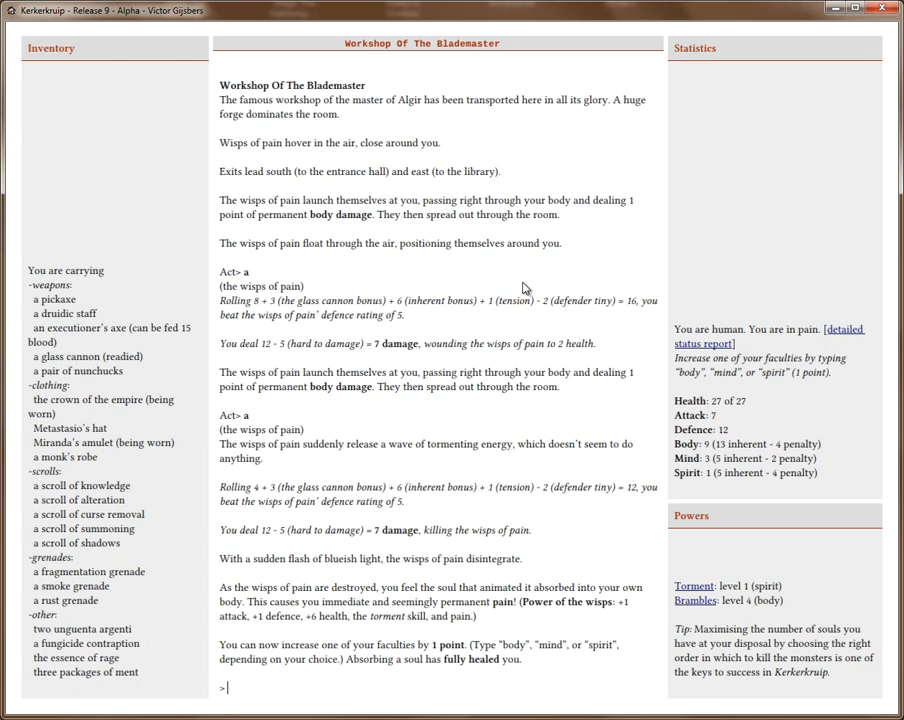 Kerkerkruip - Release 9 - Alpha - Victor Gijsbers
Inventory
You are carrying
-weapons:
a pickaxe
a druidic staff
an executioner's axe (can be fed 15
blood)
a glass cannon (readied)
a pair of nunchucks
-clothing:
the crown of the empire (being
worn)
Metastasio's hat
Miranda's amulet (being worn)
a monk's robe
-scrolls:
a scroll of knowledge
a scroll of alteration
a scroll of curse removal
a scroll of summoning
a scroll of shadows
-grenades:
a fragmentation grenade
a smoke grenade
a rust grenade
-other:
two unguenta argenti
a fungicide contraption
the essence of rage
three packages of ment
Workshop Of The Blademaster
Workshop Of The Blademaster
The famous workshop of the master of Algir has been transported here in all its glory. A huge
forge dominates the room.
Wisps of pain hover in the air, close around you.
Exits lead south (to the entrance hall) and east (to the library).
The wisps of pain launch themselves at you, passing right through your body and dealing 1
point of permanent body damage. They then spread out through the room.
The wisps of pain float through the air, positioning themselves around you.
Act> a
(the wisps of pain)
Rolling 8 + 3 (the glass cannon bonus) + 6 (inherent bonus) + 1 (tension) - 2 (defender tiny) = 16, you
beat the wisps of pain' defence rating of 5.
You deal 12 - 5 (hard to damage) = 7 damage, wounding the wisps of pain to 2 health.
The wisps of pain launch themselves at you, passing right through your body and dealing 1
point of permanent body damage. They then spread out through the room.
Act> a
(the wisps of pain)
The wisps of pain suddenly release a wave of tormenting energy, which doesn't seem to do
anything.
Rolling 4 + 3 (the glass cannon bonus) + 6 (inherent bonus) + 1 (tension) - 2 (defender tiny) = 12, you
beat the wisps of pain' defence rating of 5.
You deal 12 - 5 (hard to damage) = 7 damage, killing the wisps of pain.
With a sudden flash of blueish light, the wisps of pain disintegrate.
As the wisps of pain are destroyed, you feel the soul that animated it absorbed into your own
body. This causes you immediate and seemingly permanent pain! (Power of the wisps: +1
attack, +1 defence, +6 health, the torment skill, and pain.)
You can now increase one of your faculties by 1 point. (Type "body", "mind", or "spirit",
depending on your choice.) Absorbing a soul has fully healed you.
>
Statistics
You are human. You are in pain. [detailed
status report]
Increase one of your faculties by typing
"body", "mind", or "spirit" (1 point).
Health: 27 of 27
Attack: 7
Defence: 12
Body: 9 (13 inherent - 4 penalty)
Mind: 3 (5 inherent - 2 penalty)
Spirit: 1 (5 inherent - 4 penalty)
Powers
Torment: level 1 (spirit)
Brambles: level 4 (body)
Tip: Maximising the number of souls you
have at your disposal by choosing the right
order in which to kill the monsters is one of
the keys to success in Kerkerkruip.